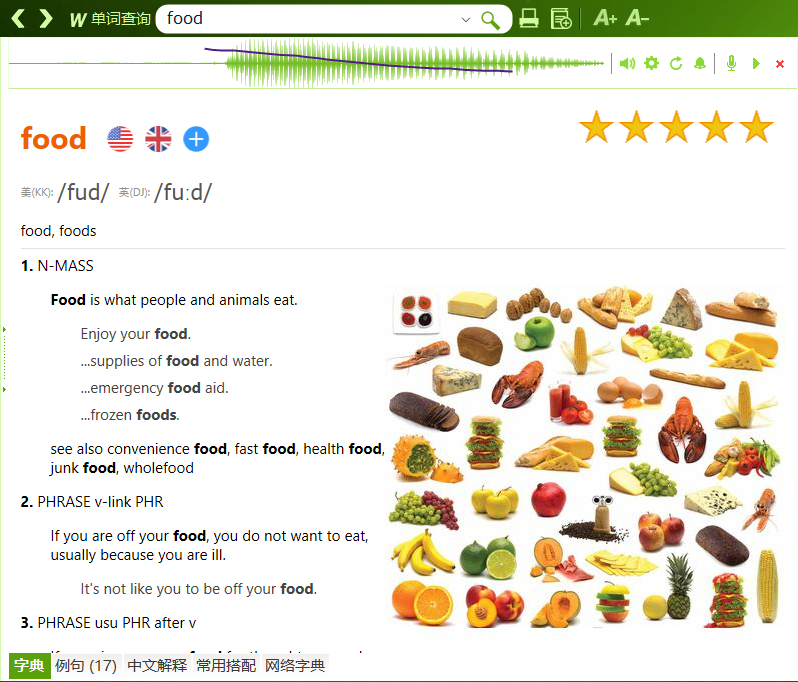 W 单词查询 food A+ A-
food
美(KK): /fud/ 英(DJ): /fuːd/
food, foods
1. N-MASS
Food is what people and animals eat.
Enjoy your food.
...supplies of food and water.
...emergency food aid.
...frozen foods.
see also convenience food, fast food, health food,
junk food, wholefood
2. PHRASE v-link PHR
If you are off your food, you do not want to eat,
usually because you are ill.
It's not like you to be off your food.
3. PHRASE usu PHR after v
字典 例句 (17) 中文解释 常用搭配 网络字典